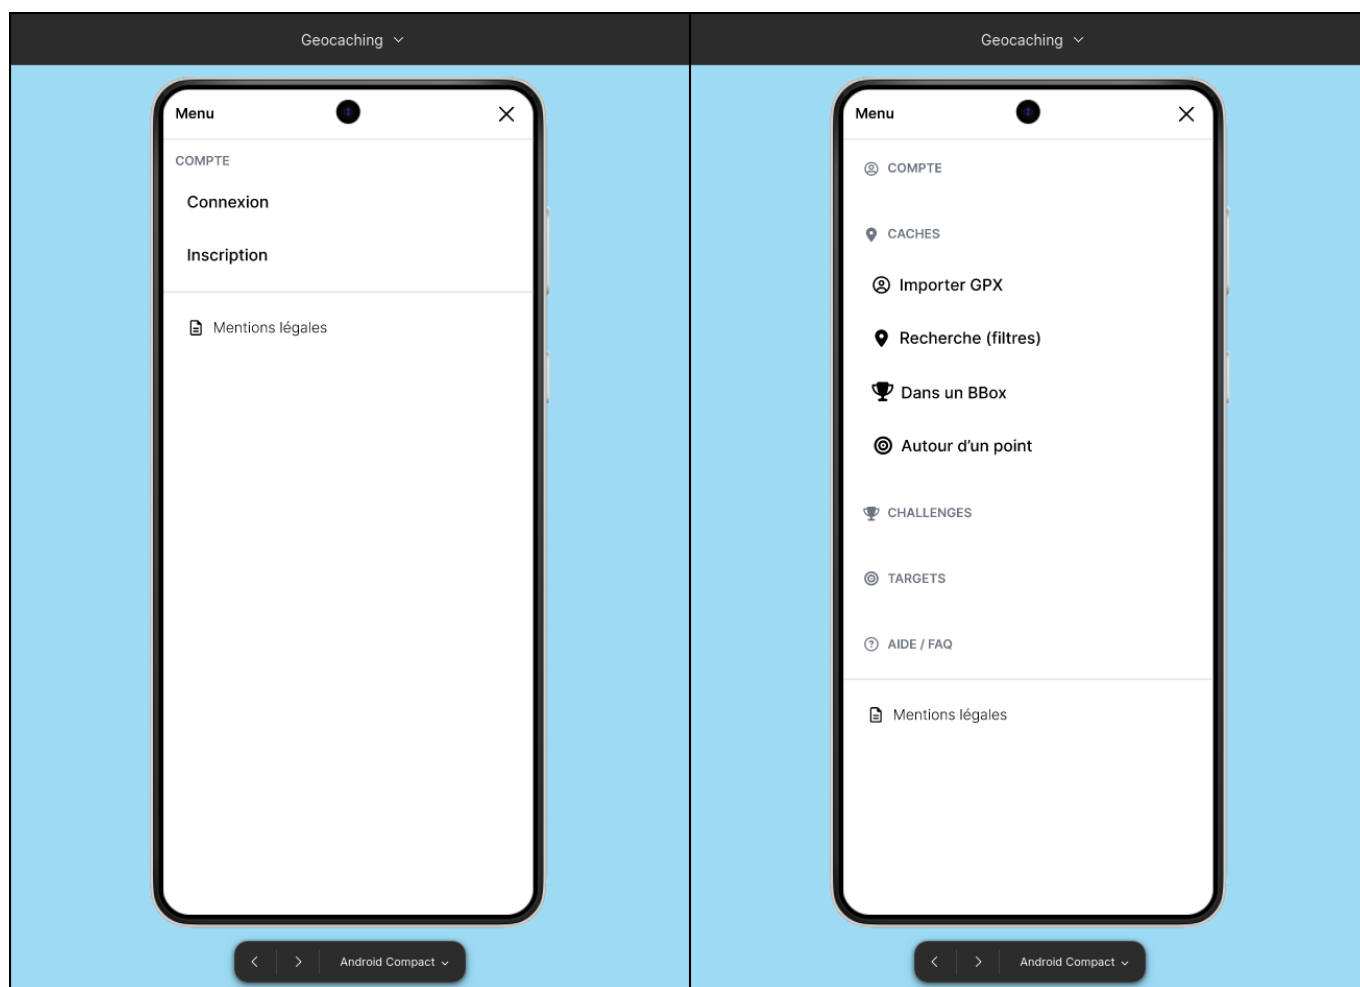 Geocaching
Menu
COMPTE
Connexion
Inscription
Mentions légales
Android Compact
Geocaching
Menu
COMPTE
CACHES
Importer GPX
Recherche (filtres)
Dans un BBox
Autour d'un point
CHALLENGES
TARGETS
AIDE / FAQ
Mentions légales
Android Compact